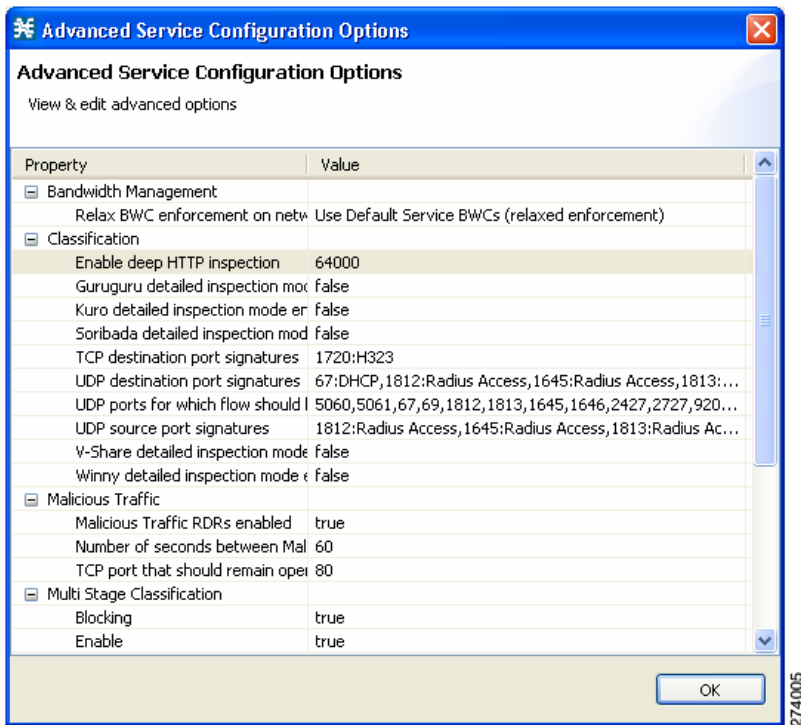 Advanced Service Configuration Options
Advanced Service Configuration Options
View & edit advanced options
Property Value
Bandwidth Management
Relax BWC enforcement on netw Use Default Service BWCs (relaxed enforcement)
Classification
Enable deep HTTP inspection 64000
Guruguru detailed inspection mod false
Kuro detailed inspection mode en false
Soribada detailed inspection mod false
TCP destination port signatures 1720:H323
UDP destination port signatures 67:DHCP,1812:Radius Access,1645:Radius Access,1813:...
UDP ports for which flow should l 5060,5061,67,69,1812,1813,1645,1646,2427,2727,920...
UDP source port signatures 1812:Radius Access,1645:Radius Access,1813:Radius Ac...
V-Share detailed inspection mode false
Winny detailed inspection mode e false
Malicious Traffic
Malicious Traffic RDRs enabled true
Number of seconds between Mal 60
TCP port that should remain oper 80
Multi Stage Classification
Blocking true
Enable true
OK
274005